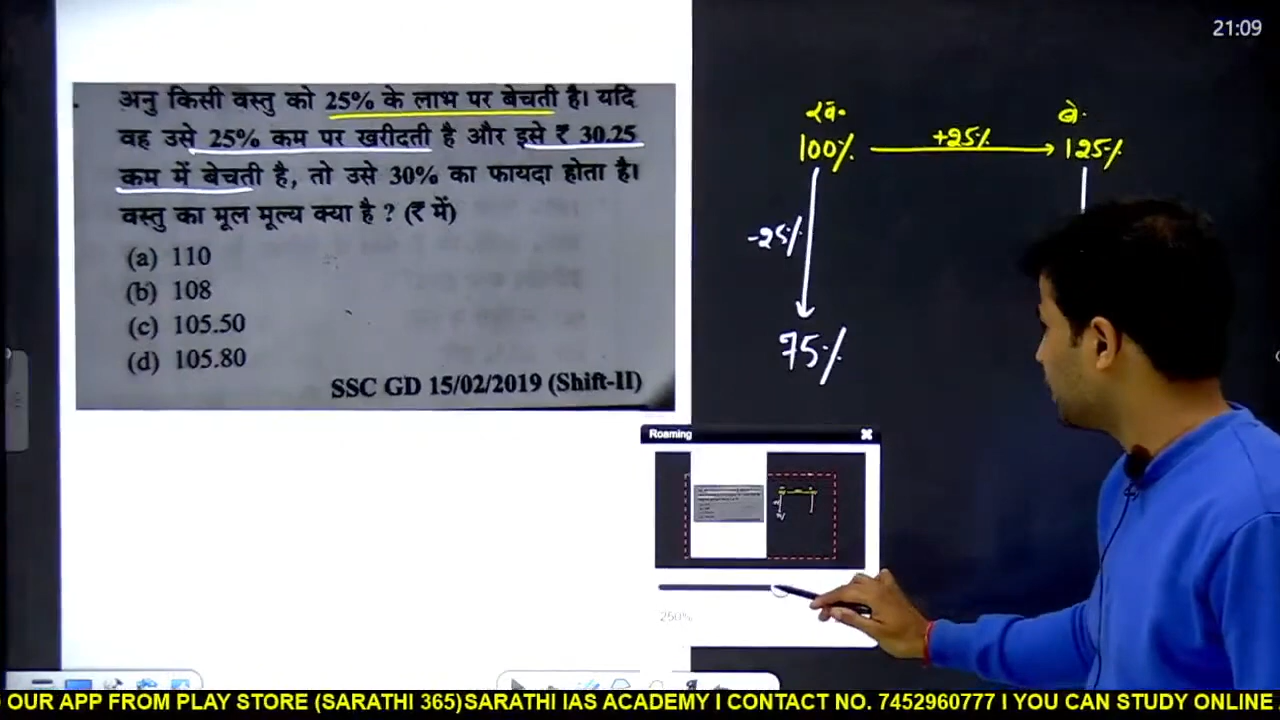 21:09
अनु किसी वस्तु को 25% के लाभ पर बेचती है। यदि
वह उसे 25% कम पर खरीदती है और इसे ₹ 30.25
कम में बेचती है, तो उसे 30% का फायदा होता है।
वस्तु का मूल मूल्य क्या है ? (₹ में)
(a) 110
(b) 108
(c) 105.50
(d) 105.80
SSC GD 15/02/2019 (Shift-II)
ख. बे.
100% +25% 125%
-25%
75%
Roaming
250%
OUR APP FROM PLAY STORE (SARATHI 365)SARATHI IAS ACADEMY I CONTACT NO. 7452960777 I YOU CAN STUDY ONLINE